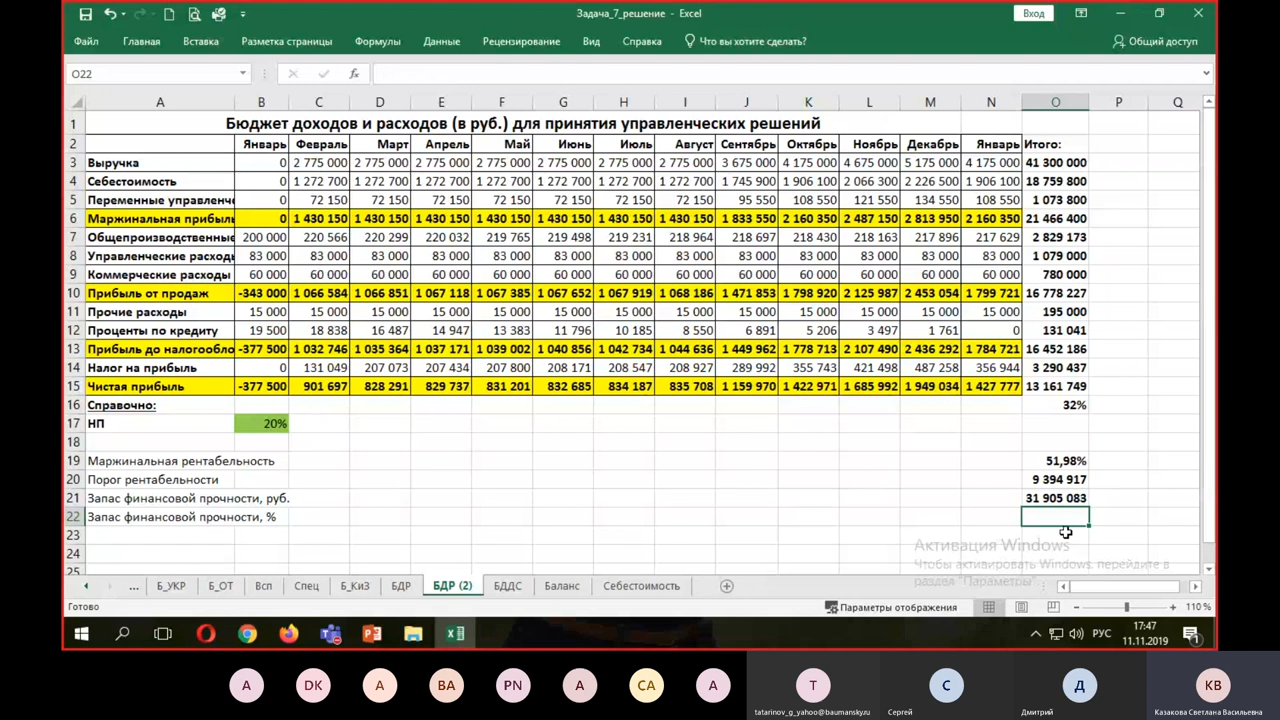 Задача_7_решение - Excel
Вход
Файл Главная Вставка Разметка страницы Формулы Данные Рецензирование Вид Справка Что вы хотите сделать? Общий доступ
O22 fx
A B C D E F G H I J K L M N O P Q
1 Бюджет доходов и расходов (в руб.) для принятия управленческих решений
2 Январь Февраль Март Апрель Май Июнь Июль Август Сентябрь Октябрь Ноябрь Декабрь Январь Итого:
3 Выручка 0 2 775 000 2 775 000 2 775 000 2 775 000 2 775 000 2 775 000 2 775 000 3 675 000 4 175 000 4 675 000 5 175 000 4 175 000 41 300 000
4 Себестоимость 0 1 272 700 1 272 700 1 272 700 1 272 700 1 272 700 1 272 700 1 272 700 1 745 900 1 906 100 2 066 300 2 226 500 1 906 100 18 759 800
5 Переменные управленче 0 72 150 72 150 72 150 72 150 72 150 72 150 72 150 95 550 108 550 121 550 134 550 108 550 1 073 800
6 Маржинальная прибыль 0 1 430 150 1 430 150 1 430 150 1 430 150 1 430 150 1 430 150 1 430 150 1 833 550 2 160 350 2 487 150 2 813 950 2 160 350 21 466 400
7 Общепроизводственные 200 000 220 566 220 299 220 032 219 765 219 498 219 231 218 964 218 697 218 430 218 163 217 896 217 629 2 829 173
8 Управленческие расходы 83 000 83 000 83 000 83 000 83 000 83 000 83 000 83 000 83 000 83 000 83 000 83 000 83 000 1 079 000
9 Коммерческие расходы 60 000 60 000 60 000 60 000 60 000 60 000 60 000 60 000 60 000 60 000 60 000 60 000 60 000 780 000
10 Прибыль от продаж -343 000 1 066 584 1 066 851 1 067 118 1 067 385 1 067 652 1 067 919 1 068 186 1 471 853 1 798 920 2 125 987 2 453 054 1 799 721 16 778 227
11 Прочие расходы 15 000 15 000 15 000 15 000 15 000 15 000 15 000 15 000 15 000 15 000 15 000 15 000 15 000 195 000
12 Проценты по кредиту 19 500 18 838 16 487 14 947 13 383 11 796 10 185 8 550 6 891 5 206 3 497 1 761 0 131 041
13 Прибыль до налогообло -377 500 1 032 746 1 035 364 1 037 171 1 039 002 1 040 856 1 042 734 1 044 636 1 449 962 1 778 713 2 107 490 2 436 292 1 784 721 16 452 186
14 Налог на прибыль 0 131 049 207 073 207 434 207 800 208 171 208 547 208 927 289 992 355 743 421 498 487 258 356 944 3 290 437
15 Чистая прибыль -377 500 901 697 828 291 829 737 831 201 832 685 834 187 835 708 1 159 970 1 422 971 1 685 992 1 949 034 1 427 777 13 161 749
16 Справочно: 32%
17 НП 20%
18
19 Маржинальная рентабельность 51,98%
20 Порог рентабельности 9 394 917
21 Запас финансовой прочности, руб. 31 905 083
22 Запас финансовой прочности, %
23
24
25
Активация Windows
Чтобы активировать Windows, перейдите в
раздел "Параметры".
... Б_УКР Б_ОТ Всп Спец Б_КиЗ БДР БДР (2) БДДС Баланс Себестоимость
Готово Параметры отображения 110 %
РУС 17:47
11.11.2019
A DK A BA PN A CA A T С Д КВ
tatarinov_g_yahoo@baumansky.ru Сергей Дмитрий Казакова Светлана Васильевна